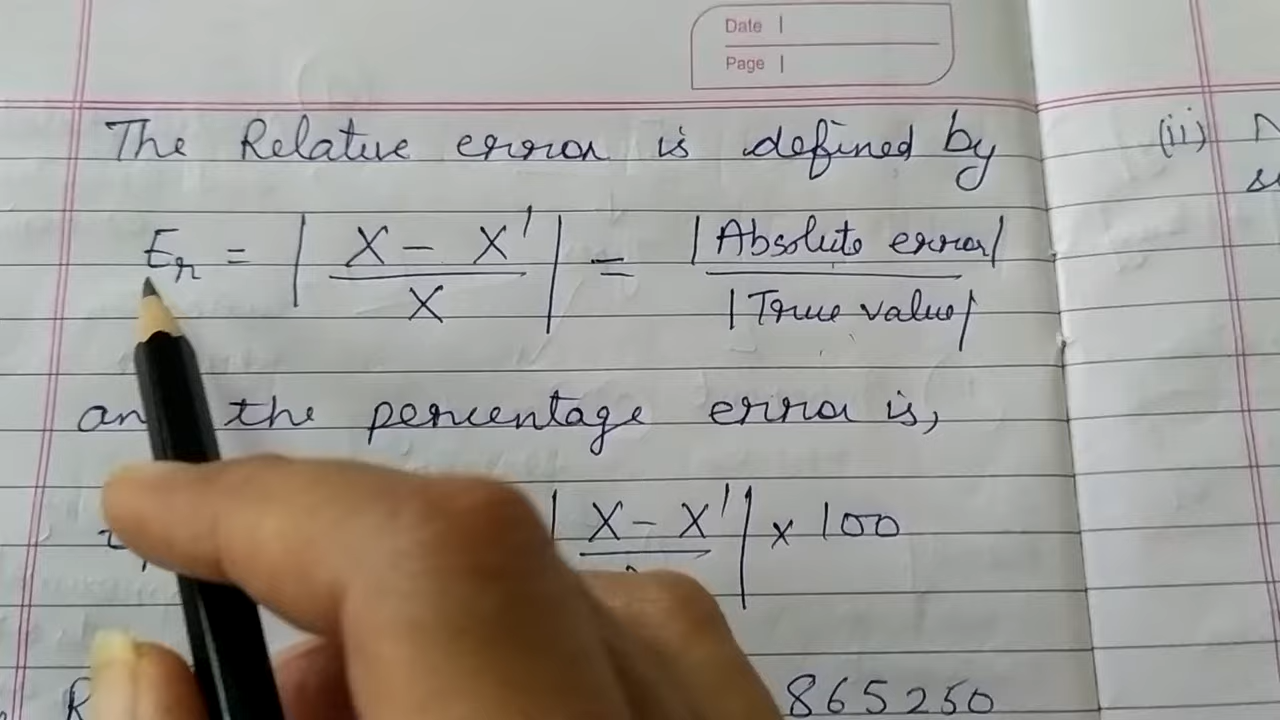 Date
Page
The Relative error is defined by
E_r = | (X - X') / X | = |Absolute error| / |True value|
the percentage error is,
| X - X' | × 100
865250
(ii)